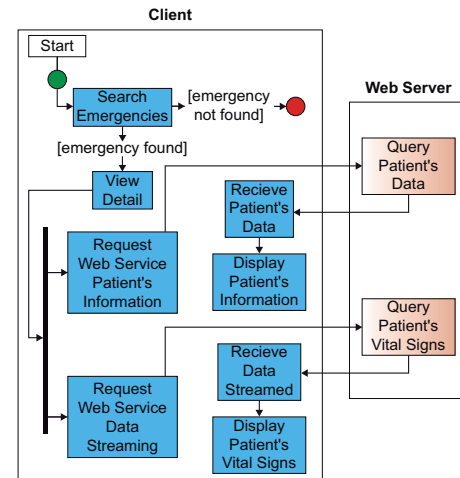 Client
Start
Search
Emergencies
[emergency
not found]
Web Server
[emergency found]
Query
Patient's
Data
View
Detail
Recieve
Patient's
Data
Request
Web Service
Patient's
Information
Display
Patient's
Information
Query
Patient's
Vital Signs
Recieve
Data
Streamed
Request
Web Service
Data
Streaming
Display
Patient's
Vital Signs